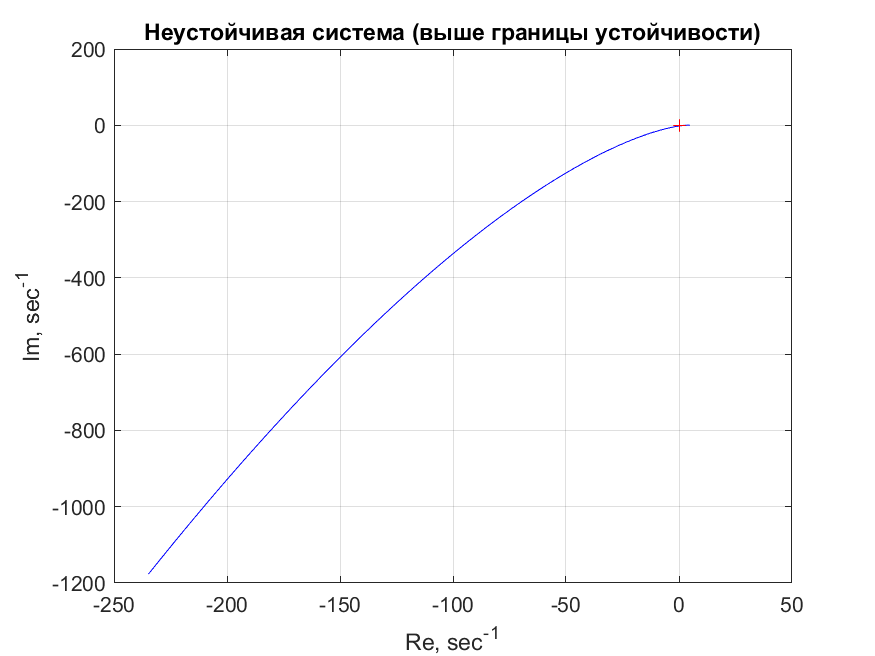 Неустойчивая система (выше границы устойчивости)
200
0
-200
-400
-600
-800
-1000
-1200
-250 -200 -150 -100 -50 0 50
Im, sec⁻¹
Re, sec⁻¹